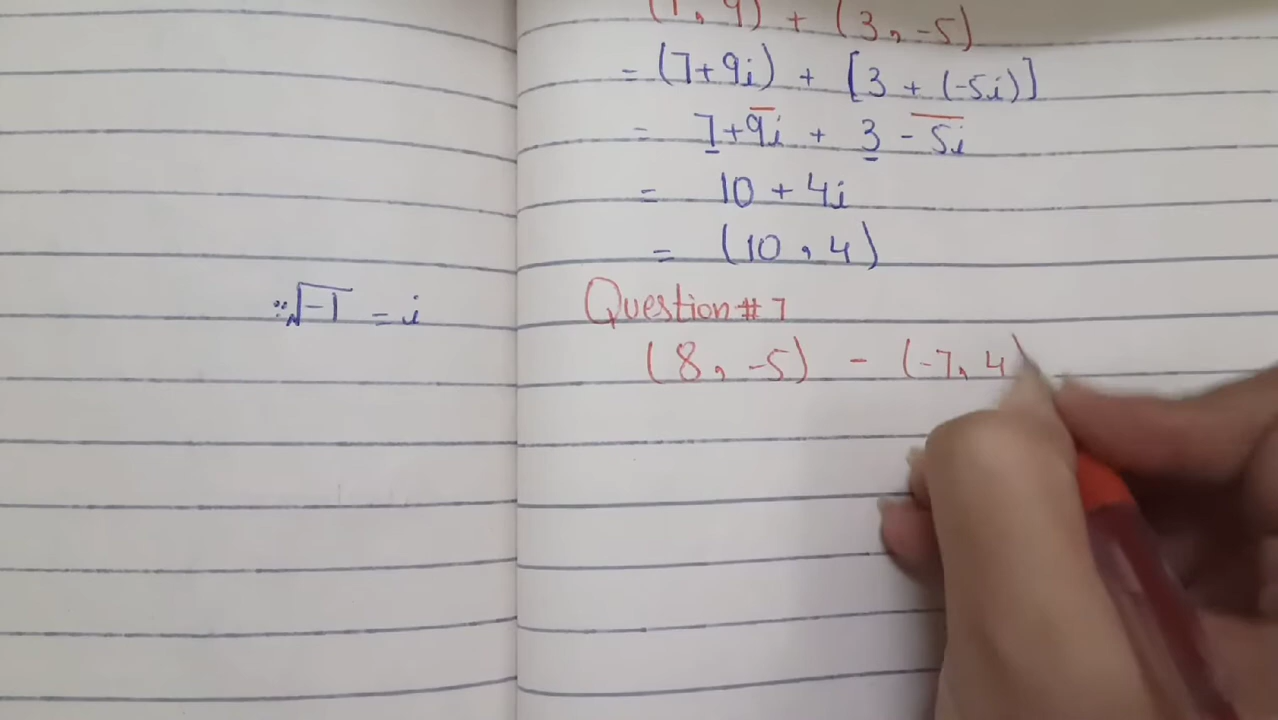 (7, 9) + (3, -5)
= (7+9i) + [3 + (-5i)]
= 7+9i + 3 - 5i
= 10 + 4i
= (10, 4)
∵ √-1 = i
Question # 7
(8, -5) - (-7, 4)